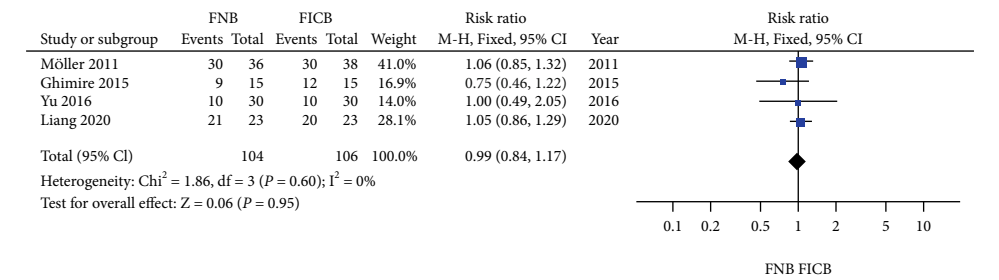 FNB FICB Risk ratio Risk ratio
Study or subgroup Events Total Events Total Weight M-H, Fixed, 95% CI Year M-H, Fixed, 95% CI
Möller 2011 30 36 30 38 41.0% 1.06 (0.85, 1.32) 2011
Ghimire 2015 9 15 12 15 16.9% 0.75 (0.46, 1.22) 2015
Yu 2016 10 30 10 30 14.0% 1.00 (0.49, 2.05) 2016
Liang 2020 21 23 20 23 28.1% 1.05 (0.86, 1.29) 2020
Total (95% Cl) 104 106 100.0% 0.99 (0.84, 1.17)
Heterogeneity: Chi² = 1.86, df = 3 (P = 0.60); I² = 0%
Test for overall effect: Z = 0.06 (P = 0.95)
0.1 0.2 0.5 1 2 5 10
FNB FICB